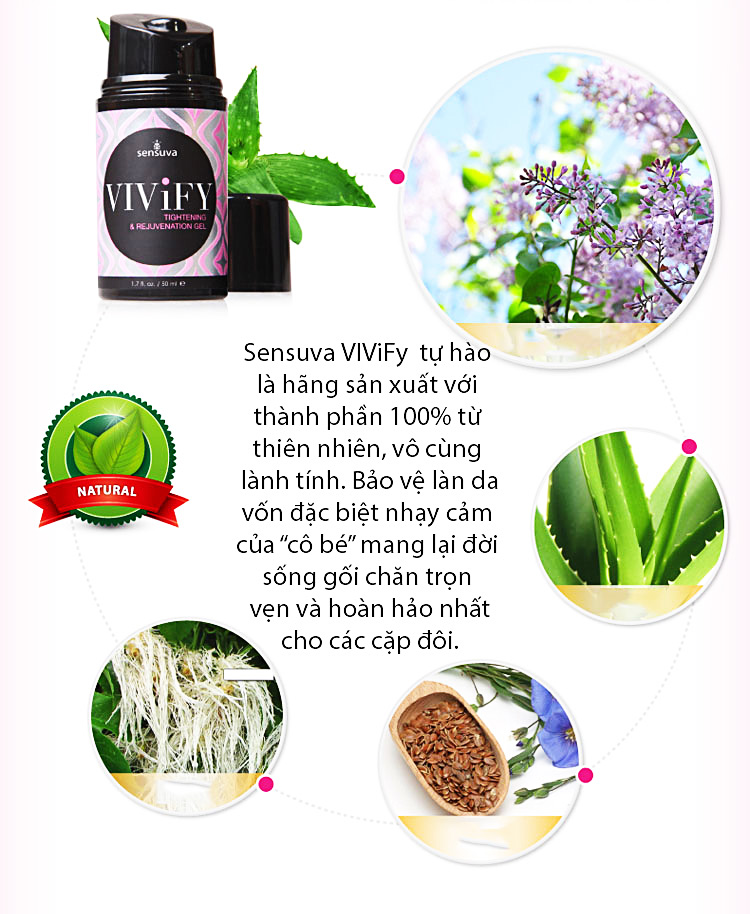 sensuva
VIViFY
TIGHTENING
& REJUVENATION GEL
1.7 fl. oz. / 50 ml e
Sensuva VIViFy tự hào
là hãng sản xuất với
thành phần 100% từ
thiên nhiên, vô cùng
lành tính. Bảo vệ làn da
vốn đặc biệt nhạy cảm
của “cô bé” mang lại đời
sống gối chăn trọn
vẹn và hoàn hảo nhất
cho các cặp đôi.
NATURAL